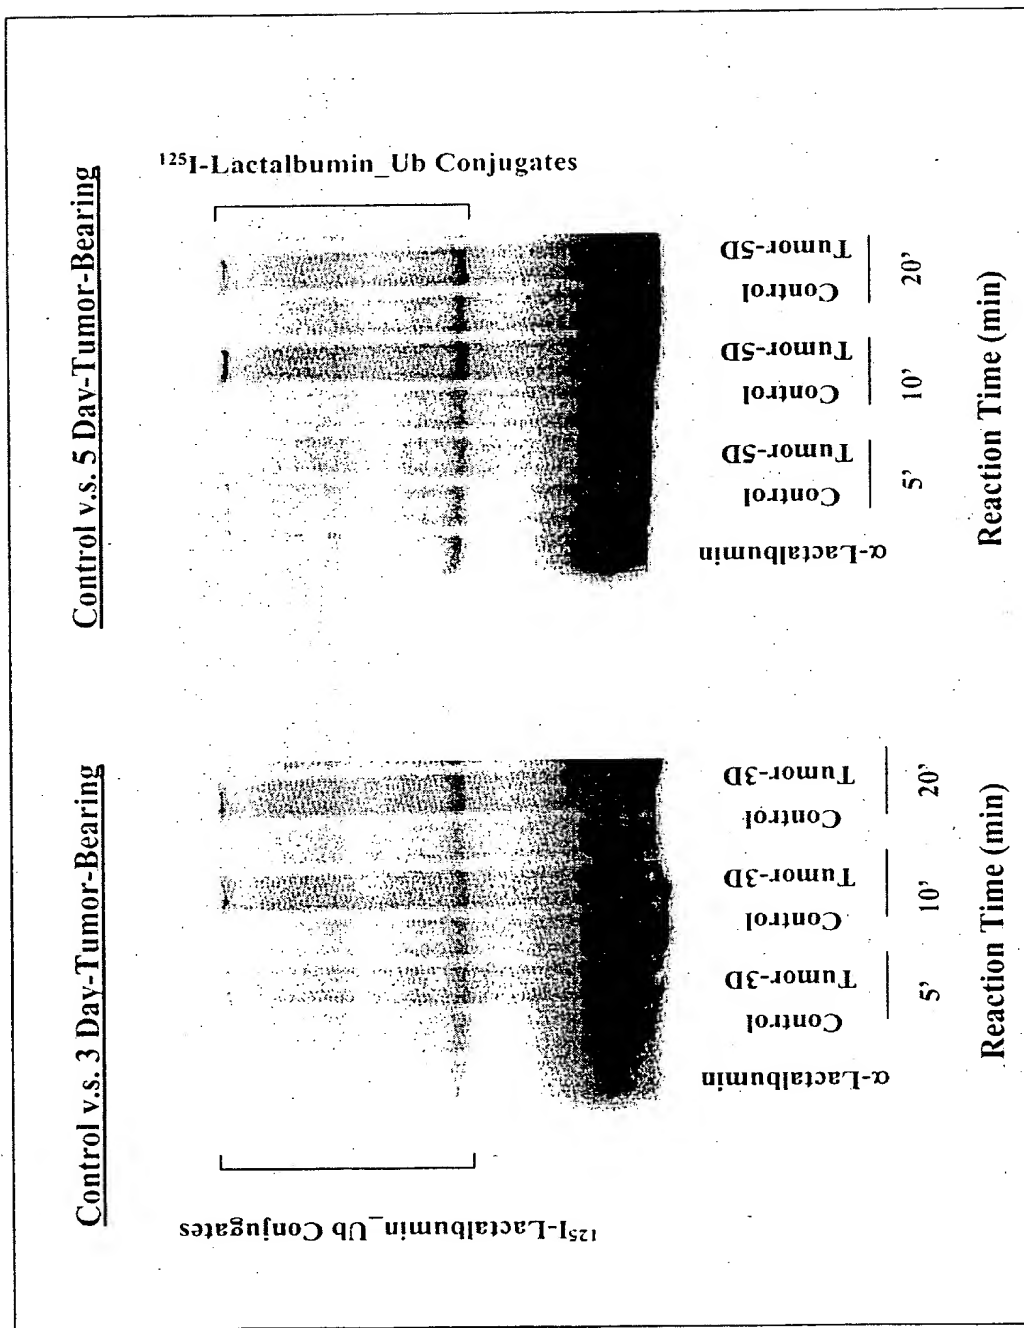 Control v.s. 3 Day-Tumor-Bearing
¹²⁵I-Lactalbumin_Ub Conjugates
α-Lactalbumin
Control
Tumor-3D
Control
Tumor-3D
Control
Tumor-3D
5'
10'
20'
Reaction Time (min)
Control v.s. 5 Day-Tumor-Bearing
¹²⁵I-Lactalbumin_Ub Conjugates
α-Lactalbumin
Control
Tumor-5D
Control
Tumor-5D
Control
Tumor-5D
5'
10'
20'
Reaction Time (min)